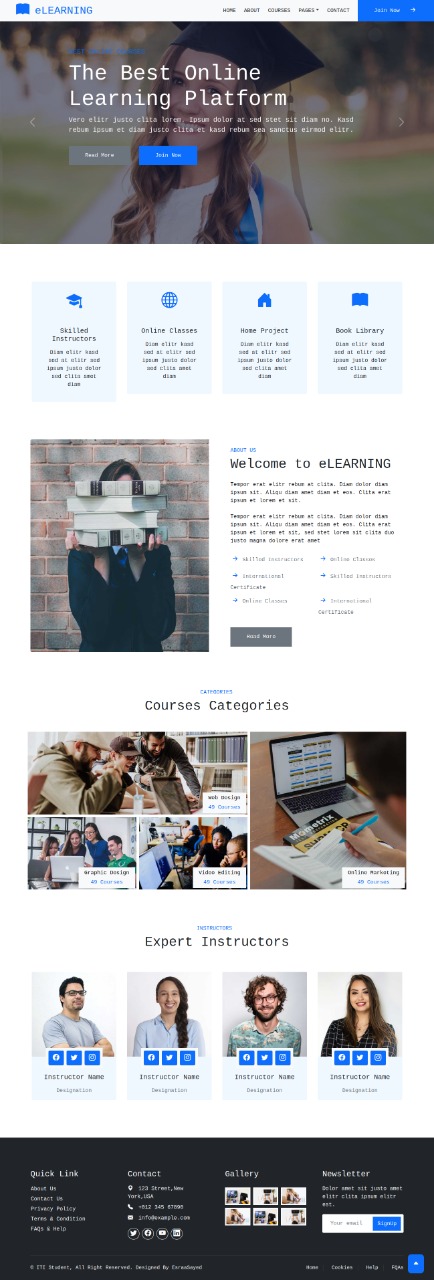 eLEARNING
HOME ABOUT COURSES PAGES CONTACT
Join Now
The Best Online
Learning Platform
Vero elitr justo clita lorem. Ipsum dolor at sed stet sit diam no. Kasd
rebum ipsum et diam justo clita et kasd rebum sea sanctus eirmod elitr.
Read More
Join Now
Skilled
Instructors
Diam elitr kasd
sed at elitr sed
ipsum justo dolor
sed clita amet
diam
Online Classes
Diam elitr kasd
sed at elitr sed
ipsum justo dolor
sed clita amet
diam
Home Project
Diam elitr kasd
sed at elitr sed
ipsum justo dolor
sed clita amet
diam
Book Library
Diam elitr kasd
sed at elitr sed
ipsum justo dolor
sed clita amet
diam
ABOUT US
Welcome to eLEARNING
Tempor erat elitr rebum at clita. Diam dolor diam
ipsum sit. Aliqu diam amet diam et eos. Clita erat
ipsum et lorem et sit.
Tempor erat elitr rebum at clita. Diam dolor diam
ipsum sit. Aliqu diam amet diam et eos. Clita erat
ipsum et lorem et sit, sed stet lorem sit clita duo
justo magna dolore erat amet
Skilled Instructors
Online Classes
International
Certificate
Skilled Instructors
Online Classes
International
Certificate
Read More
CATEGORIES
Courses Categories
Web Design
49 Courses
Graphic Design
49 Courses
Video Editing
49 Courses
Online Marketing
49 Courses
Mometrix
INSTRUCTORS
Expert Instructors
Instructor Name
Designation
Instructor Name
Designation
Instructor Name
Designation
Instructor Name
Designation
Quick Link
About Us
Contact Us
Privacy Policy
Terms & Condition
FAQs & Help
Contact
123 Street,New
York,USA
+012 345 67890
info@example.com
Gallery
Newsletter
Dolor amet sit justo amet
elitr clita ipsum elitr
est.
Your email
SignUp
© ITI Student, All Right Reserved. Designed By EsraaSayed
Home Cookies Help FQAs